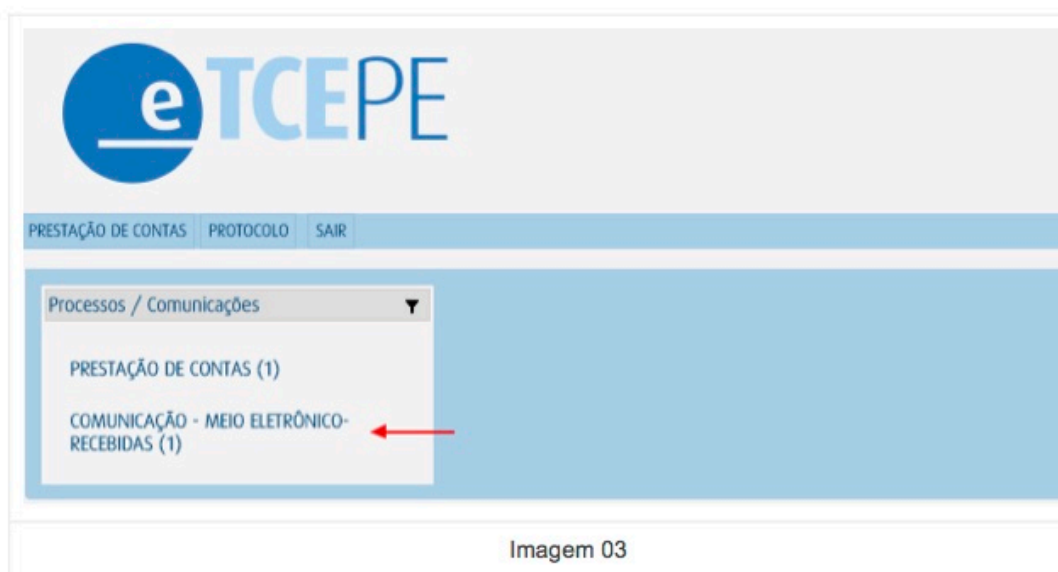 eTCEPE
PRESTAÇÃO DE CONTAS PROTOCOLO SAIR
Processos / Comunicações
PRESTAÇÃO DE CONTAS (1)
COMUNICAÇÃO - MEIO ELETRÔNICO-
RECEBIDAS (1)
Imagem 03